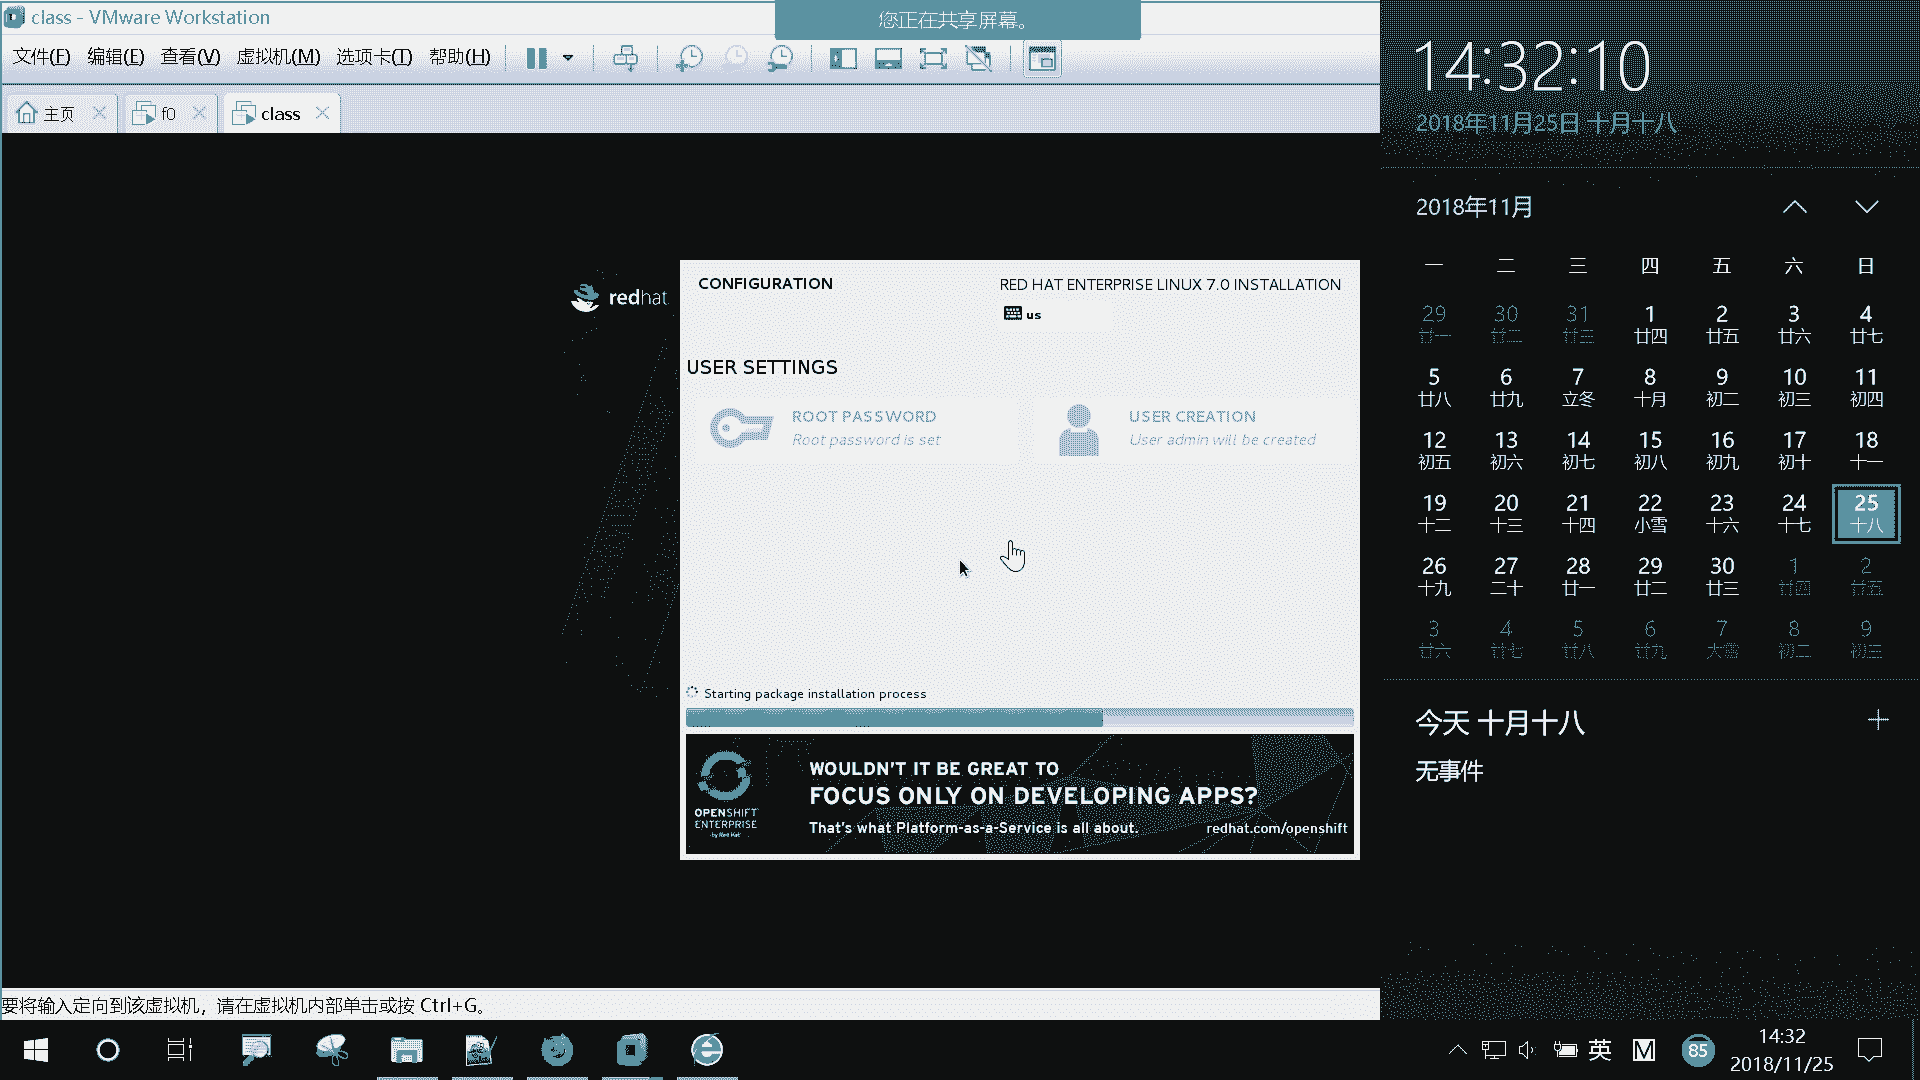 class - VMware Workstation
您正在共享屏幕。
文件(F) 编辑(E) 查看(V) 虚拟机(M) 选项卡(T) 帮助(H)
主页 f0 class
redhat
CONFIGURATION
RED HAT ENTERPRISE LINUX 7.0 INSTALLATION
us
USER SETTINGS
ROOT PASSWORD
Root password is set
USER CREATION
User admin will be created
Starting package installation process
OPENSHIFT
ENTERPRISE
by Red Hat
WOULDN'T IT BE GREAT TO
FOCUS ONLY ON DEVELOPING APPS?
That's what Platform-as-a-Service is all about.
redhat.com/openshift
要将输入定向到该虚拟机，请在虚拟机内部单击或按 Ctrl+G。
14:32:10
2018年11月25日 十月十八
2018年11月
一 二 三 四 五 六 日
29 30 31 1 2 3 4
廿一 廿二 廿三 廿四 廿五 廿六 廿七
5 6 7 8 9 10 11
廿八 廿九 立冬 十月 初二 初三 初四
12 13 14 15 16 17 18
初五 初六 初七 初八 初九 初十 十一
19 20 21 22 23 24 25
十二 十三 十四 小雪 十六 十七 十八
26 27 28 29 30 1 2
十九 二十 廿一 廿二 廿三 廿四 廿五
3 4 5 6 7 8 9
廿六 廿七 廿八 廿九 大雪 初二 初三
今天 十月十八
无事件
英 M 85
14:32
2018/11/25